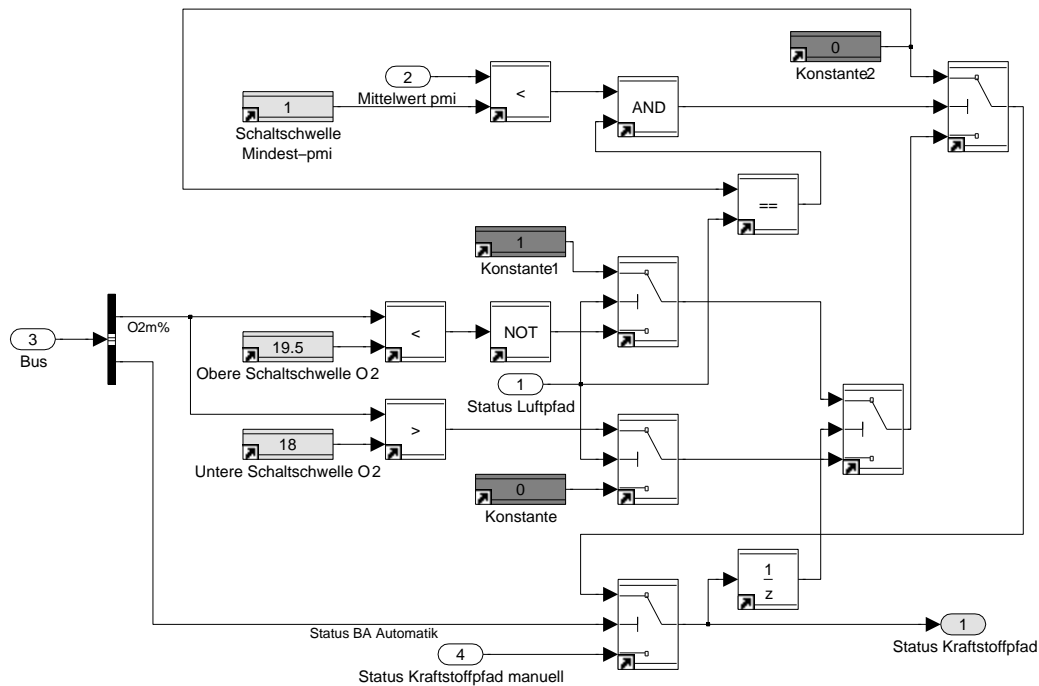 0
Konstante2
2
Mittelwert pmi
<
AND
1
Schaltschwelle
Mindest−pmi
==
1
Konstante1
O2m%
3
Bus
<
NOT
19.5
Obere Schaltschwelle O2
1
Status Luftpfad
>
18
Untere Schaltschwelle O2
0
Konstante
1
z
Status BA Automatik
1
Status Kraftstoffpfad
4
Status Kraftstoffpfad manuell